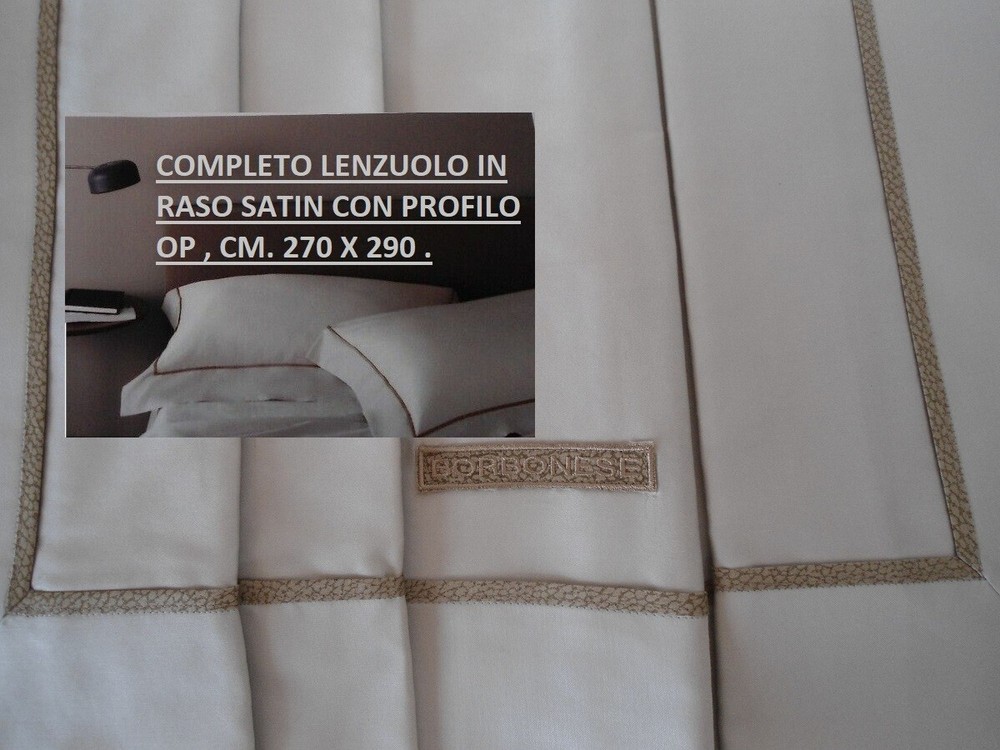 COMPLETO LENZUOLO IN
RASO SATIN CON PROFILO
OP , CM. 270 X 290 .
BORBONESE